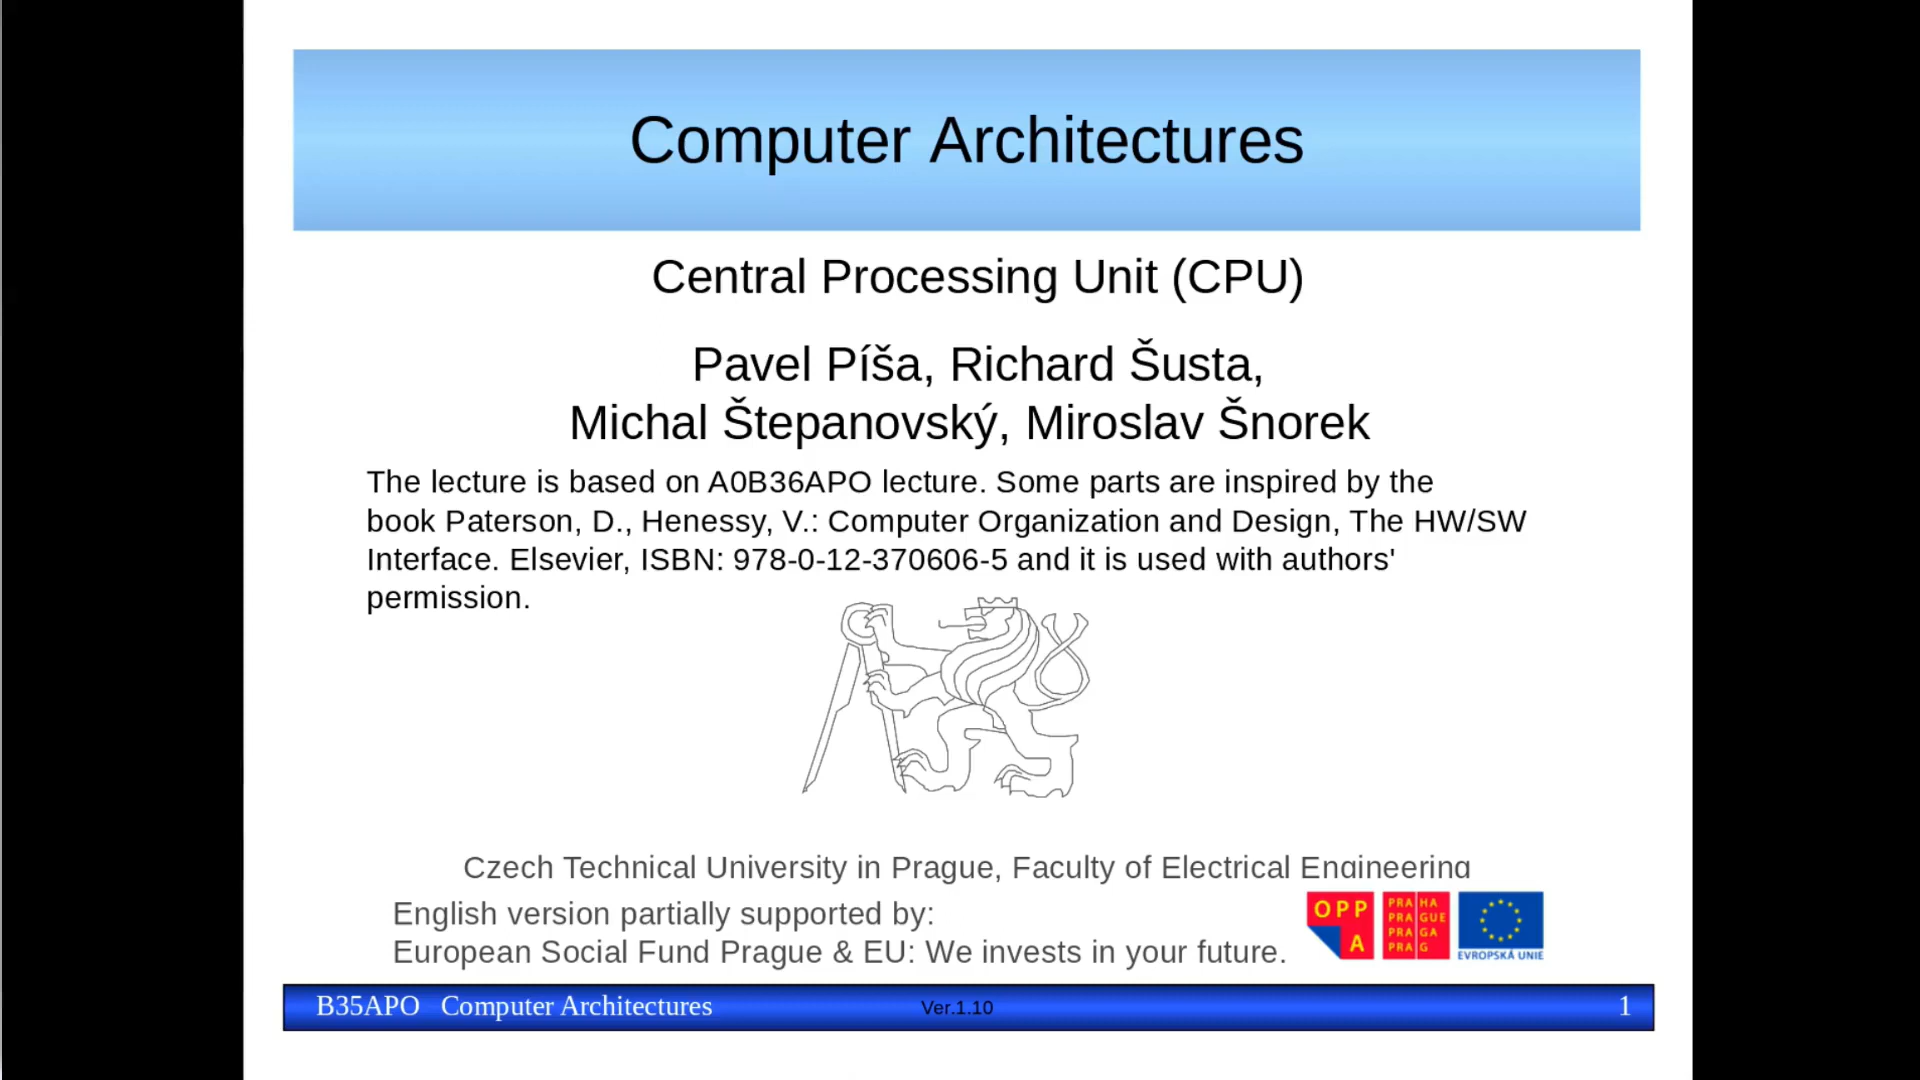 Computer Architectures
Central Processing Unit (CPU)
Pavel Píša, Richard Šusta,
Michal Štepanovský, Miroslav Šnorek
The lecture is based on A0B36APO lecture. Some parts are inspired by the
book Paterson, D., Henessy, V.: Computer Organization and Design, The HW/SW
Interface. Elsevier, ISBN: 978-0-12-370606-5 and it is used with authors'
permission.
Czech Technical University in Prague, Faculty of Electrical Engineering
English version partially supported by:
European Social Fund Prague & EU: We invests in your future.
OPP
A
PRA HA
PRA GUE
PRA GA
PRA G
EVROPSKÁ UNIE
B35APO Computer Architectures
Ver.1.10
1